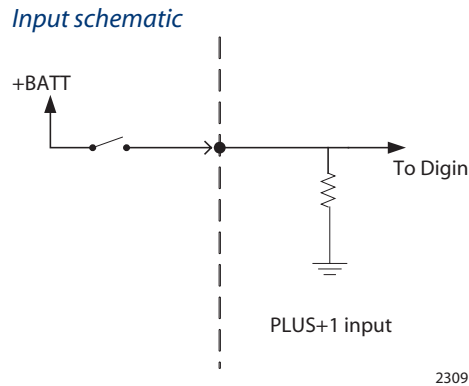 Input schematic
+BATT
To Digin
PLUS+1 input
2309